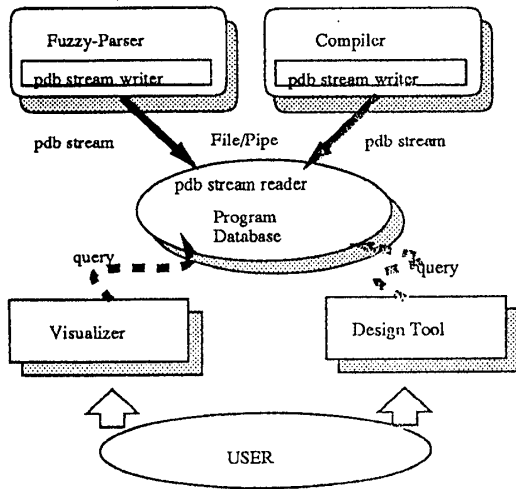 Fuzzy-Parser
Compiler
pdb stream writer
pdb stream writer
pdb stream
File/Pipe
pdb stream
pdb stream reader
Program
Database
query
query
Visualizer
Design Tool
USER